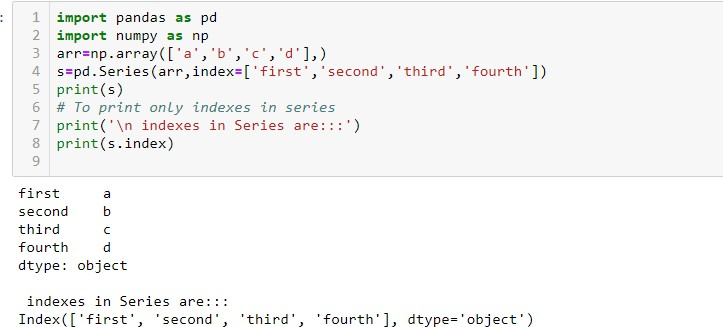 :
1 import pandas as pd
2 import numpy as np
3 arr=np.array(['a','b','c','d'],)
4 s=pd.Series(arr,index=['first','second','third','fourth'])
5 print(s)
6 # To print only indexes in series
7 print('\n indexes in Series are:::')
8 print(s.index)
9
first     a
second    b
third     c
fourth    d
dtype: object
 indexes in Series are:::
Index(['first', 'second', 'third', 'fourth'], dtype='object')